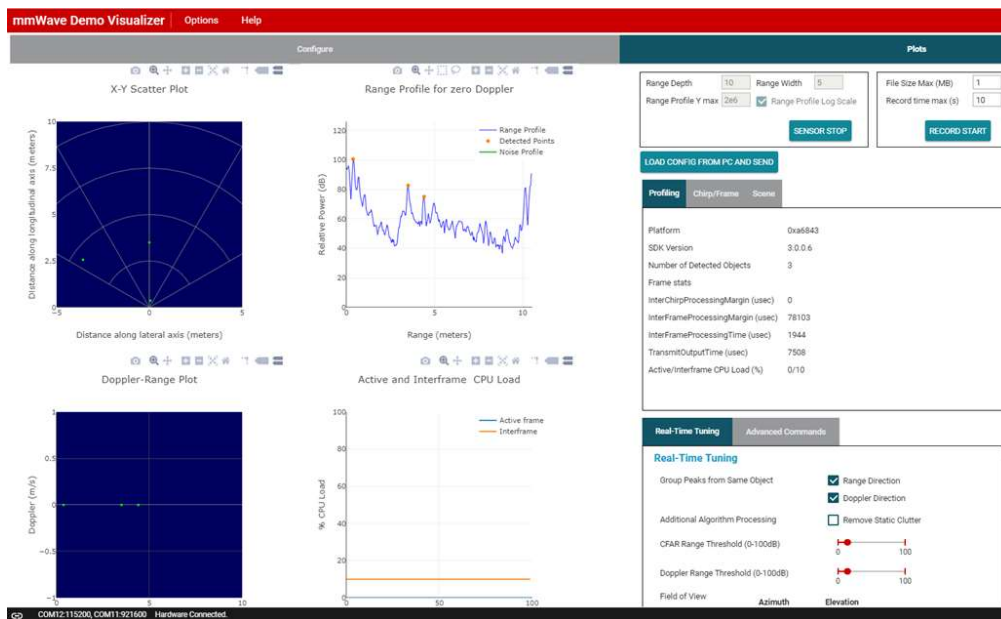 mmWave Demo Visualizer Options Help
Configure Plots
X-Y Scatter Plot
10
7.5
5
2.5
0
-5 0 5
Distance along longitudinal axis (meters)
Distance along lateral axis (meters)
Range Profile for zero Doppler
120
100
80
60
40
20
0
0 5 10
Relative Power (dB)
Range (meters)
Range Profile
Detected Points
Noise Profile
Doppler-Range Plot
1
0.5
0
−0.5
−1
0 5 10
Doppler (m/s)
Active and Interframe CPU Load
100
80
60
40
20
0
0 50 100
% CPU Load
Active frame
Interframe
Range Depth 10 Range Width 5
Range Profile Y max 2e6 Range Profile Log Scale
SENSOR STOP
File Size Max (MB) 1
Record time max (s) 10
RECORD START
LOAD CONFIG FROM PC AND SEND
Profiling Chirp/Frame Scene
Platform 0xa6843
SDK Version 3.0.0.6
Number of Detected Objects 3
Frame stats
InterChirpProcessingMargin (usec) 0
InterFrameProcessingMargin (usec) 78103
InterFrameProcessingTime (usec) 1944
TransmitOutputTime (usec) 7508
Active/Interframe CPU Load (%) 0/10
Real-Time Tuning Advanced Commands
Real-Time Tuning
Group Peaks from Same Object Range Direction
Doppler Direction
Additional Algorithm Processing Remove Static Clutter
CFAR Range Threshold (0-100dB)
0 100
Doppler Range Threshold (0-100dB)
0 100
Field of View
Azimuth Elevation
COM12:115200, COM11:921600 Hardware Connected.